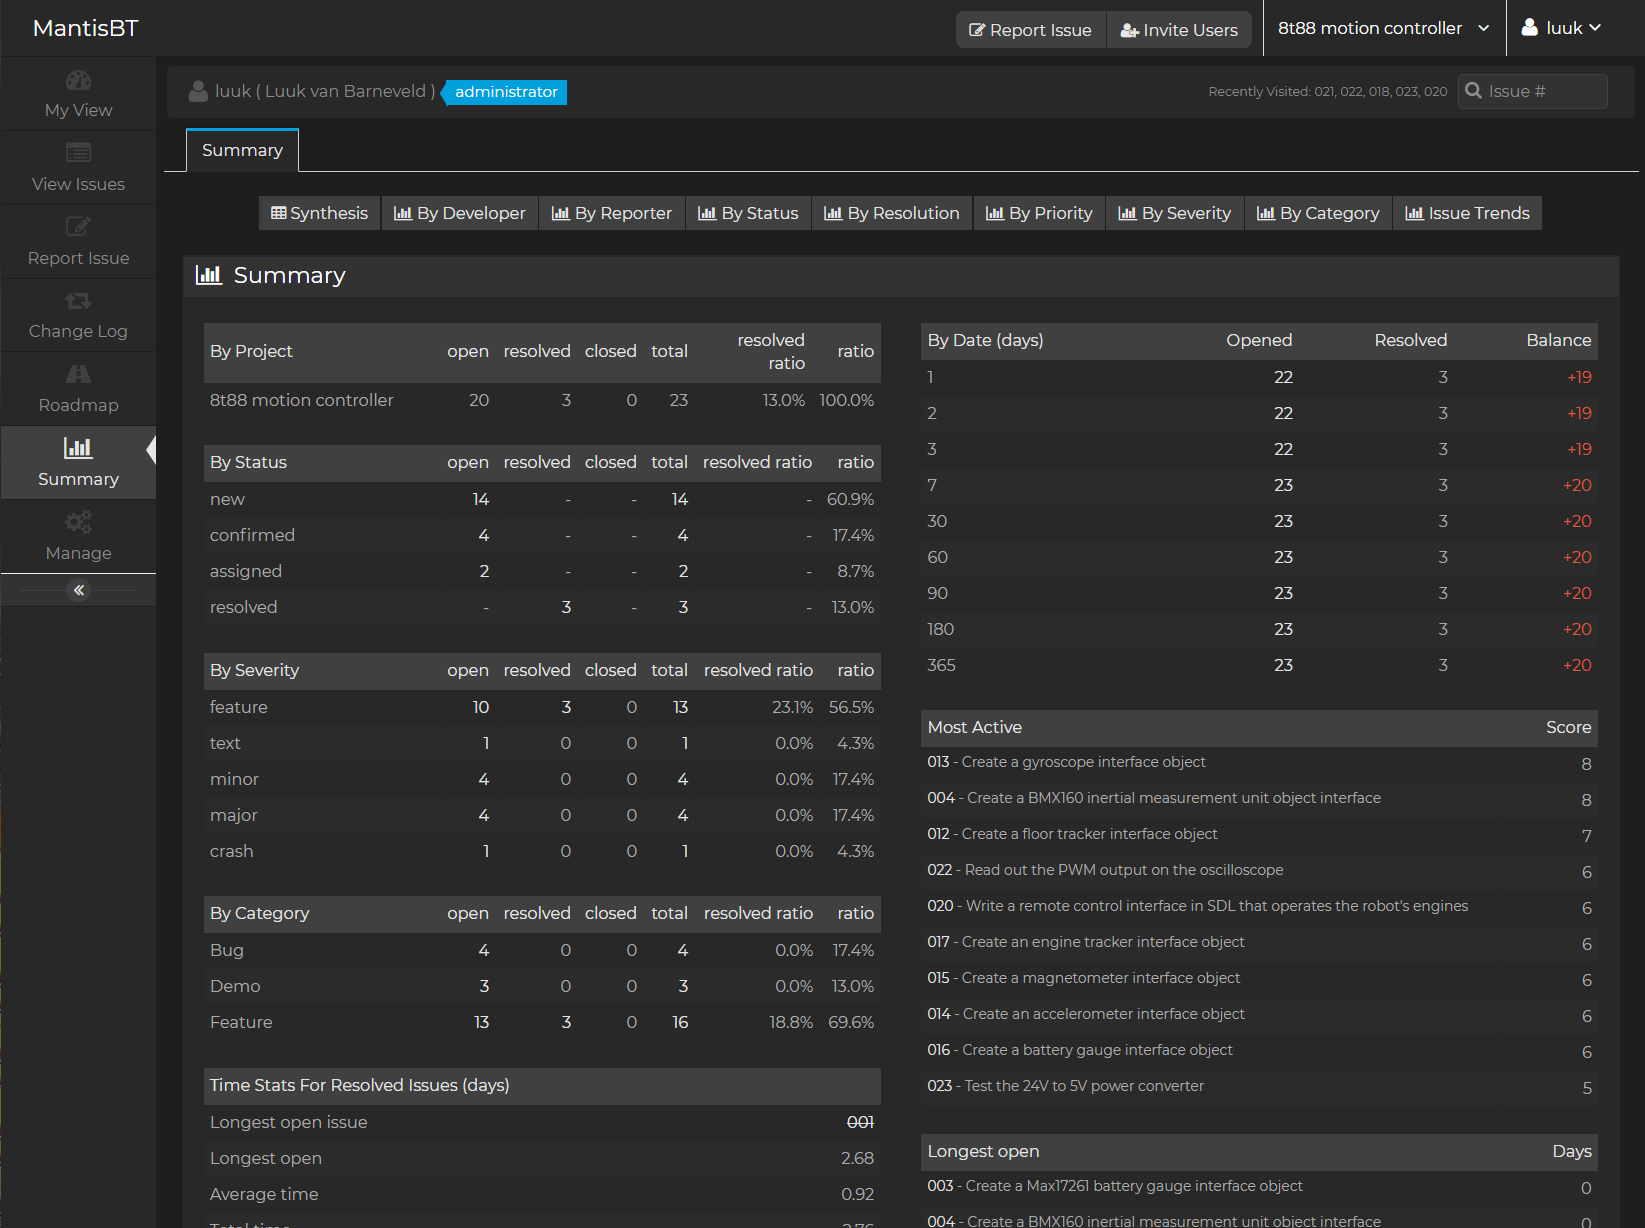 MantisBT
Report Issue
Invite Users
8t88 motion controller
luuk
My View
View Issues
Report Issue
Change Log
Roadmap
Summary
Manage
luuk ( Luuk van Barneveld ) administrator
Recently Visited: 021, 022, 018, 023, 020
Issue #
Summary
Synthesis By Developer By Reporter By Status By Resolution By Priority By Severity By Category Issue Trends
Summary
By Project open resolved closed total resolved ratio ratio
8t88 motion controller 20 3 0 23 13.0% 100.0%
By Status open resolved closed total resolved ratio ratio
new 14 - - 14 - 60.9%
confirmed 4 - - 4 - 17.4%
assigned 2 - - 2 - 8.7%
resolved - 3 - 3 - 13.0%
By Severity open resolved closed total resolved ratio ratio
feature 10 3 0 13 23.1% 56.5%
text 1 0 0 1 0.0% 4.3%
minor 4 0 0 4 0.0% 17.4%
major 4 0 0 4 0.0% 17.4%
crash 1 0 0 1 0.0% 4.3%
By Category open resolved closed total resolved ratio ratio
Bug 4 0 0 4 0.0% 17.4%
Demo 3 0 0 3 0.0% 13.0%
Feature 13 3 0 16 18.8% 69.6%
Time Stats For Resolved Issues (days)
Longest open issue 001
Longest open 2.68
Average time 0.92
Total time 2.76
By Date (days) Opened Resolved Balance
1 22 3 +19
2 22 3 +19
3 22 3 +19
7 23 3 +20
30 23 3 +20
60 23 3 +20
90 23 3 +20
180 23 3 +20
365 23 3 +20
Most Active Score
013 - Create a gyroscope interface object 8
004 - Create a BMX160 inertial measurement unit object interface 8
012 - Create a floor tracker interface object 7
022 - Read out the PWM output on the oscilloscope 6
020 - Write a remote control interface in SDL that operates the robot's engines 6
017 - Create an engine tracker interface object 6
015 - Create a magnetometer interface object 6
014 - Create an accelerometer interface object 6
016 - Create a battery gauge interface object 6
023 - Test the 24V to 5V power converter 5
Longest open Days
003 - Create a Max17261 battery gauge interface object 0
004 - Create a BMX160 inertial measurement unit object interface 0